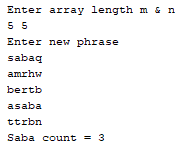 Enter array length m & n
5 5
Enter new phrase
sabaq
amrhw
bertb
asaba
ttrbn
Saba count = 3